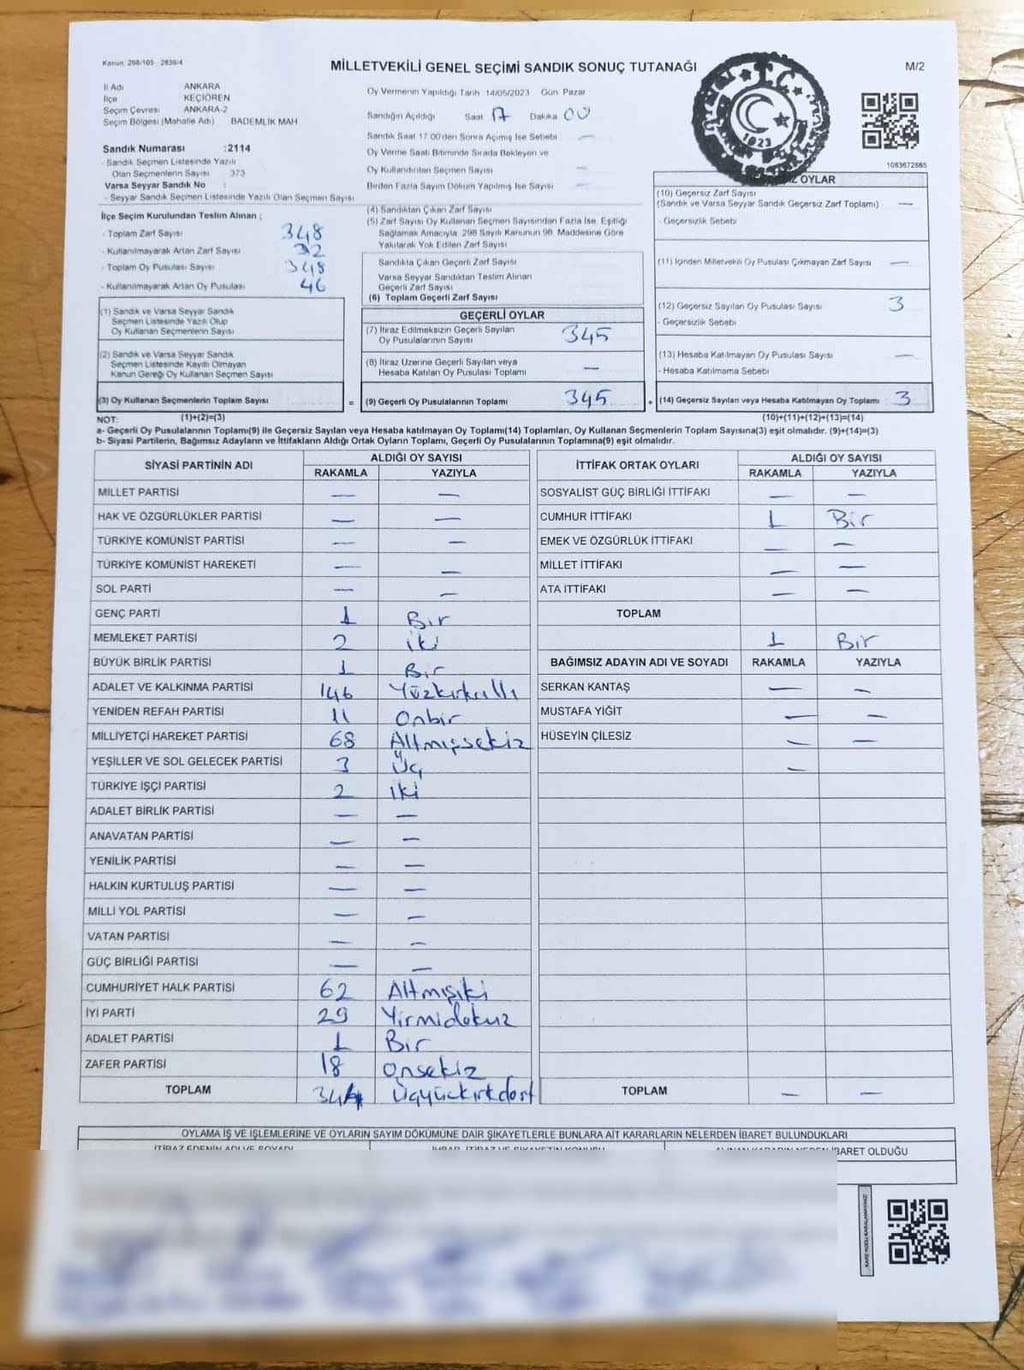 Kanun: 298/105 - 2839/4
MİLLETVEKİLİ GENEL SEÇİMİ SANDIK SONUÇ TUTANAĞI
M/2
İl Adı ANKARA
İlçe KEÇİÖREN
Seçim Çevresi ANKARA-2
Seçim Bölgesi (Mahalle Adı) BADEMLİK MAH
Sandık Numarası :2114
- Sandık Seçmen Listesinde Yazılı
Olan Seçmenlerin Sayısı 373
Varsa Seyyar Sandık No :
- Seyyar Sandık Seçmen Listesinde Yazılı Olan Seçmen Sayısı
Oy Vermenin Yapıldığı Tarih 14/05/2023 Gün Pazar
Sandığın Açıldığı Saat 17 Dakika 00
Sandık Saat 17.00'den Sonra Açılmış İse Sebebi —
Oy Verme Saati Bitiminde Sırada Bekleyen ve
Oy Kullandırılan Seçmen Sayısı —
Birden Fazla Sayım Döküm Yapılmış İse Sayısı —
T.C.
1923
1083672885
İlçe Seçim Kurulundan Teslim Alınan ;
- Toplam Zarf Sayısı 348
- Kullanılmayarak Artan Zarf Sayısı
- Toplam Oy Pusulası Sayısı 348
- Kullanılmayarak Artan Oy Pusulası 46
(1) Sandık ve Varsa Seyyar Sandık
Seçmen Listesinde Yazılı Olup
Oy Kullanan Seçmenlerin Sayısı
(2) Sandık ve Varsa Seyyar Sandık
Seçmen Listesinde Kayıtlı Olmayan
Kanun Gereği Oy Kullanan Seçmen Sayısı
(3) Oy Kullanan Seçmenlerin Toplam Sayısı
(1)+(2)=(3)
(4) Sandıktan Çıkan Zarf Sayısı
(5) Zarf Sayısı Oy Kullanan Seçmen Sayısından Fazla İse, Eşitliği
Sağlamak Amacıyla, 298 Sayılı Kanunun 98. Maddesine Göre
Yakılarak Yok Edilen Zarf Sayısı
Sandıkta Çıkan Geçerli Zarf Sayısı
Varsa Seyyar Sandıktan Teslim Alınan
Geçerli Zarf Sayısı
(6) Toplam Geçerli Zarf Sayısı
GEÇERLİ OYLAR
(7) İtiraz Edilmeksizin Geçerli Sayılan
Oy Pusulalarının Sayısı 345
(8) İtiraz Üzerine Geçerli Sayılan veya
Hesaba Katılan Oy Pusulası Toplamı —
= (9) Geçerli Oy Pusulalarının Toplamı 345
OYLAR
(10) Geçersiz Zarf Sayısı
(Sandık ve Varsa Seyyar Sandık Geçersiz Zarf Toplamı) —
- Geçersizlik Sebebi
(11) İçinden Milletvekili Oy Pusulası Çıkmayan Zarf Sayısı —
(12) Geçersiz Sayılan Oy Pusulası Sayısı 3
- Geçersizlik Sebebi
(13) Hesaba Katılmayan Oy Pusulası Sayısı —
- Hesaba Katılmama Sebebi
+ (14) Geçersiz Sayılan veya Hesaba Katılmayan Oy Toplamı 3
(10)+(11)+(12)+(13)=(14)
NOT:
a- Geçerli Oy Pusulalarının Toplamı(9) ile Geçersiz Sayılan veya Hesaba katılmayan Oy Toplamı(14) Toplamları, Oy Kullanan Seçmenlerin Toplam Sayısına(3) eşit olmalıdır. (9)+(14)=(3)
b- Siyasi Partilerin, Bağımsız Adayların ve İttifakların Aldığı Ortak Oyların Toplamı, Geçerli Oy Pusulalarının Toplamına(9) eşit olmalıdır.
SİYASİ PARTİNİN ADI ALDIĞI OY SAYISI
RAKAMLA YAZIYLA
MİLLET PARTİSİ — —
HAK VE ÖZGÜRLÜKLER PARTİSİ — —
TÜRKİYE KOMÜNİST PARTİSİ — —
TÜRKİYE KOMÜNİST HAREKETİ — —
SOL PARTİ — —
GENÇ PARTİ 1 Bir
MEMLEKET PARTİSİ 2 iki
BÜYÜK BİRLİK PARTİSİ 1 Bir
ADALET VE KALKINMA PARTİSİ 146 Yüzkırkaltı
YENİDEN REFAH PARTİSİ 11 Onbir
MİLLİYETÇİ HAREKET PARTİSİ 68 Altmışsekiz
YEŞİLLER VE SOL GELECEK PARTİSİ 3 Üç
TÜRKİYE İŞÇİ PARTİSİ 2 iki
ADALET BİRLİK PARTİSİ — —
ANAVATAN PARTİSİ — —
YENİLİK PARTİSİ — —
HALKIN KURTULUŞ PARTİSİ — —
MİLLİ YOL PARTİSİ — —
VATAN PARTİSİ — —
GÜÇ BİRLİĞİ PARTİSİ — —
CUMHURİYET HALK PARTİSİ 62 Altmışiki
İYİ PARTİ 29 Yirmidokuz
ADALET PARTİSİ 1 Bir
ZAFER PARTİSİ 18 Onsekiz
TOPLAM 344 Üçyüzkırkdört
İTTİFAK ORTAK OYLARI ALDIĞI OY SAYISI
RAKAMLA YAZIYLA
SOSYALİST GÜÇ BİRLİĞİ İTTİFAKI — —
CUMHUR İTTİFAKI 1 Bir
EMEK VE ÖZGÜRLÜK İTTİFAKI — —
MİLLET İTTİFAKI — —
ATA İTTİFAKI — —
TOPLAM
1 Bir
BAĞIMSIZ ADAYIN ADI VE SOYADI RAKAMLA YAZIYLA
SERKAN KANTAŞ — —
MUSTAFA YİĞİT — —
HÜSEYİN ÇİLESİZ — —
—
TOPLAM — —
OYLAMA İŞ VE İŞLEMLERİNE VE OYLARIN SAYIM DÖKÜMÜNE DAİR ŞİKAYETLERLE BUNLARA AİT KARARLARIN NELERDEN İBARET BULUNDUKLARI
İTİRAZ EDENİN ADI VE SOYADI İHBAR, İTİRAZ VE ŞİKAYETİN KONUSU ALINAN KARARIN NEDEN İBARET OLDUĞU